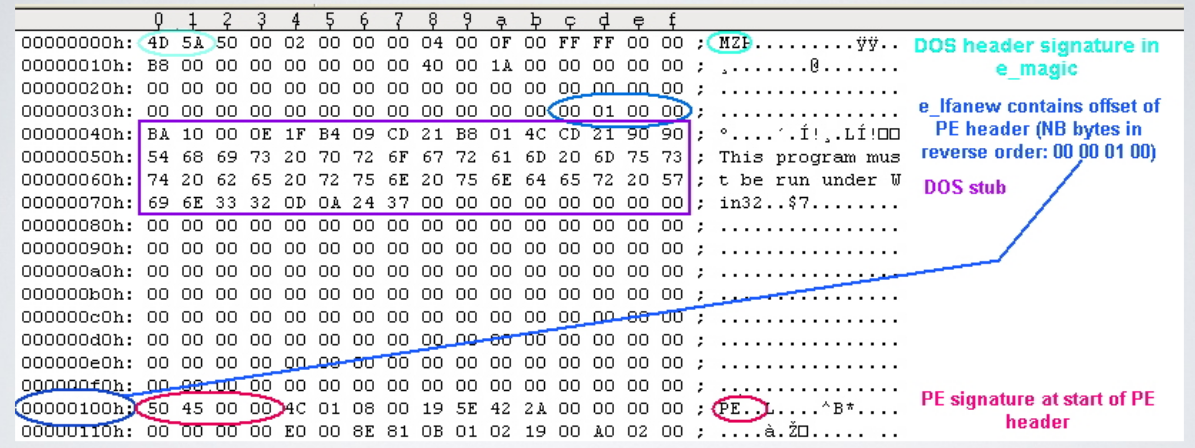 0 1 2 3 4 5 6 7 8 9 a b c d e f
00000000h: 4D 5A 50 00 02 00 00 00 04 00 0F 00 FF FF 00 00 ; MZP.........ÿÿ..
00000010h: B8 00 00 00 00 00 00 00 40 00 1A 00 00 00 00 00 ; ¸.......@.......
00000020h: 00 00 00 00 00 00 00 00 00 00 00 00 00 00 00 00 ; ................
00000030h: 00 00 00 00 00 00 00 00 00 00 00 00 00 01 00 00 ; ................
00000040h: BA 10 00 0E 1F B4 09 CD 21 B8 01 4C CD 21 90 90 ; °....´.Í!¸.LÍ!□□
00000050h: 54 68 69 73 20 70 72 6F 67 72 61 6D 20 6D 75 73 ; This program mus
00000060h: 74 20 62 65 20 72 75 6E 20 75 6E 64 65 72 20 57 ; t be run under W
00000070h: 69 6E 33 32 0D 0A 24 37 00 00 00 00 00 00 00 00 ; in32..$7........
00000080h: 00 00 00 00 00 00 00 00 00 00 00 00 00 00 00 00 ; ................
00000090h: 00 00 00 00 00 00 00 00 00 00 00 00 00 00 00 00 ; ................
000000a0h: 00 00 00 00 00 00 00 00 00 00 00 00 00 00 00 00 ; ................
000000b0h: 00 00 00 00 00 00 00 00 00 00 00 00 00 00 00 00 ; ................
000000c0h: 00 00 00 00 00 00 00 00 00 00 00 00 00 00 00 00 ; ................
000000d0h: 00 00 00 00 00 00 00 00 00 00 00 00 00 00 00 00 ; ................
000000e0h: 00 00 00 00 00 00 00 00 00 00 00 00 00 00 00 00 ; ................
000000f0h: 00 00 00 00 00 00 00 00 00 00 00 00 00 00 00 00 ; ................
00000100h: 50 45 00 00 4C 01 08 00 19 5E 42 2A 00 00 00 00 ; PE..L....^B*....
00000110h: 00 00 00 00 E0 00 8E 81 0B 01 02 19 00 A0 02 00 ; ....à.Ž□..... ..
DOS header signature in
e_magic
e_lfanew contains offset of
PE header (NB bytes in
reverse order: 00 00 01 00)
DOS stub
PE signature at start of PE
header